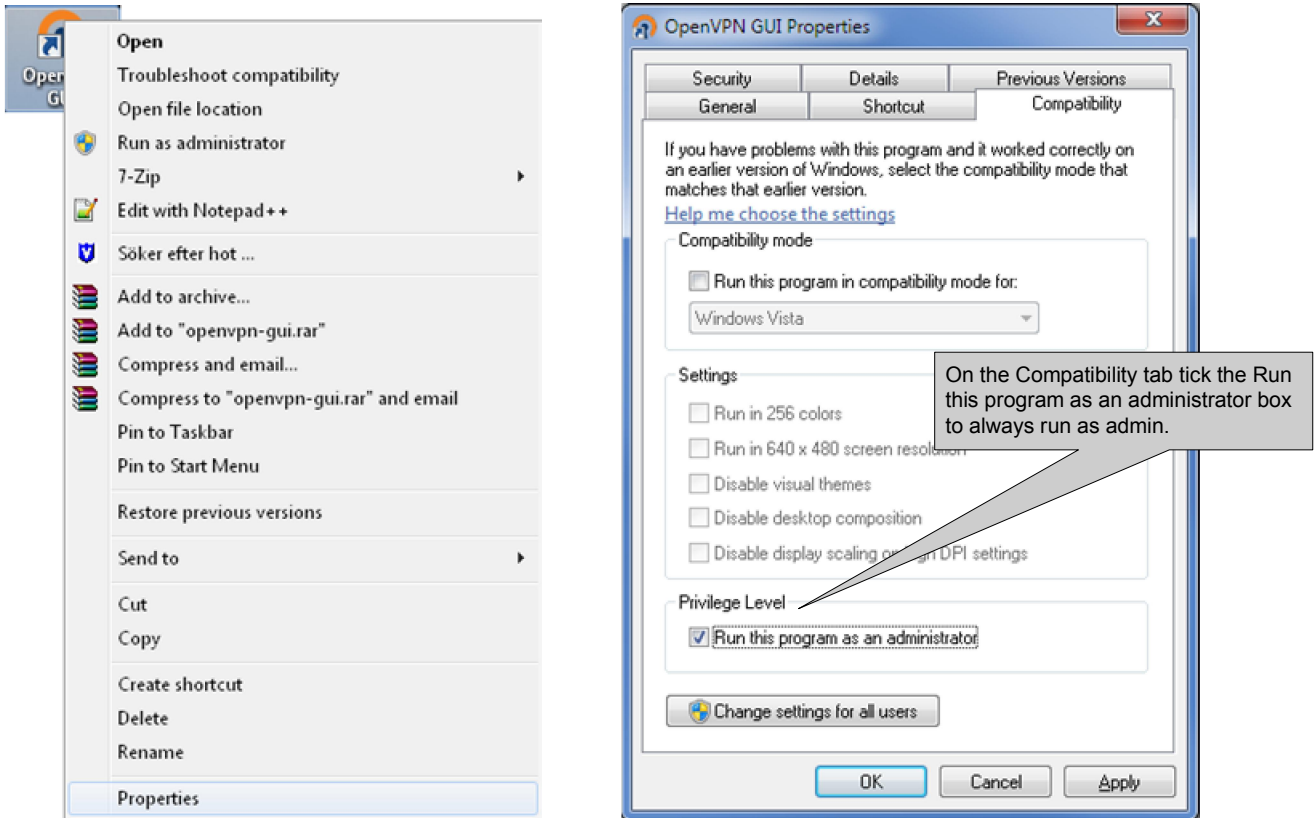 Open
GUI
Open
Troubleshoot compatibility
Open file location
Run as administrator
7-Zip
Edit with Notepad++
Söker efter hot ...
Add to archive...
Add to "openvpn-gui.rar"
Compress and email...
Compress to "openvpn-gui.rar" and email
Pin to Taskbar
Pin to Start Menu
Restore previous versions
Send to
Cut
Copy
Create shortcut
Delete
Rename
Properties
OpenVPN GUI Properties
Security Details Previous Versions
General Shortcut Compatibility
If you have problems with this program and it worked correctly on
an earlier version of Windows, select the compatibility mode that
matches that earlier version.
Help me choose the settings
Compatibility mode
Run this program in compatibility mode for:
Windows Vista
Settings
Run in 256 colors
Run in 640 x 480 screen resolution
Disable visual themes
Disable desktop composition
Disable display scaling on high DPI settings
On the Compatibility tab tick the Run
this program as an administrator box
to always run as admin.
Privilege Level
Run this program as an administrator
Change settings for all users
OK Cancel Apply